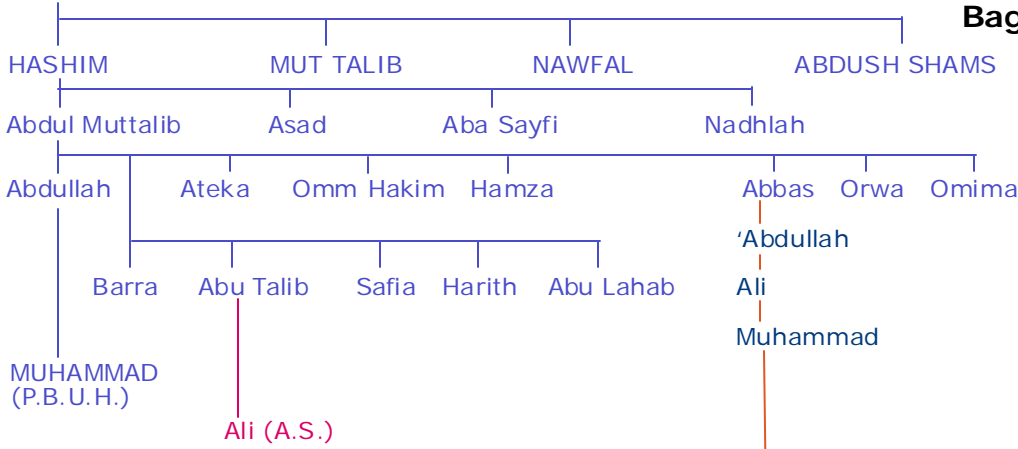 Bag
HASHIM MUT TALIB NAWFAL ABDUSH SHAMS
Abdul Muttalib Asad Aba Sayfi Nadhlah
Abdullah Ateka Omm Hakim Hamza Abbas Orwa Omima
‘Abdullah
Barra Abu Talib Safia Harith Abu Lahab Ali
Muhammad
MUHAMMAD
(P.B.U.H.)
Ali (A.S.)